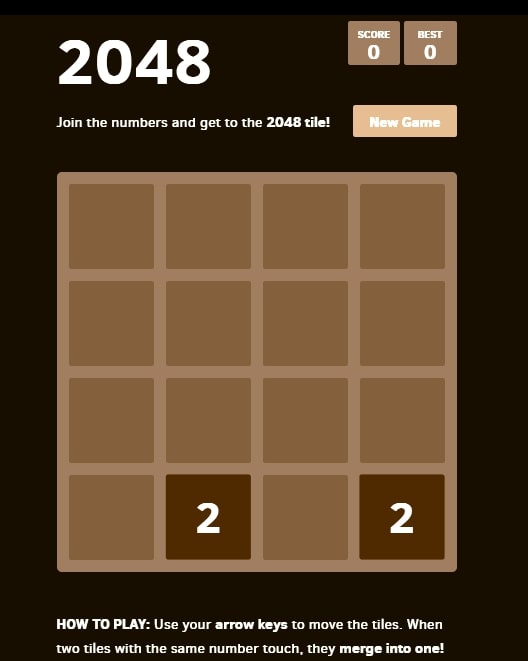 2048
SCORE
0
BEST
0
Join the numbers and get to the 2048 tile!
New Game
2
2
HOW TO PLAY: Use your arrow keys to move the tiles. When
two tiles with the same number touch, they merge into one!